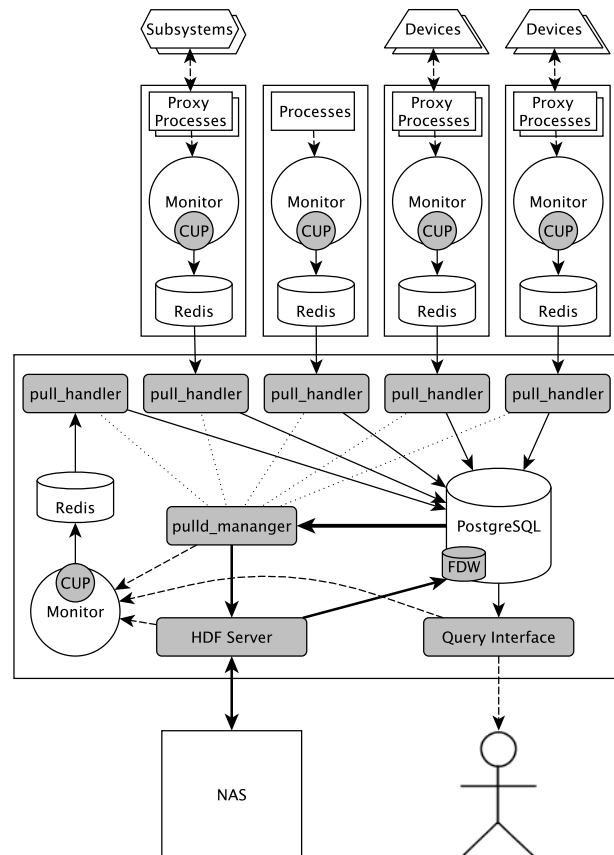 Subsystems
Devices
Devices
Proxy
Processes
Processes
Proxy
Processes
Proxy
Processes
Monitor
Monitor
Monitor
Monitor
CUP
CUP
CUP
CUP
Redis
Redis
Redis
Redis
pull_handler
pull_handler
pull_handler
pull_handler
pull_handler
Redis
pulld_mananger
PostgreSQL
FDW
CUP
Monitor
HDF Server
Query Interface
NAS